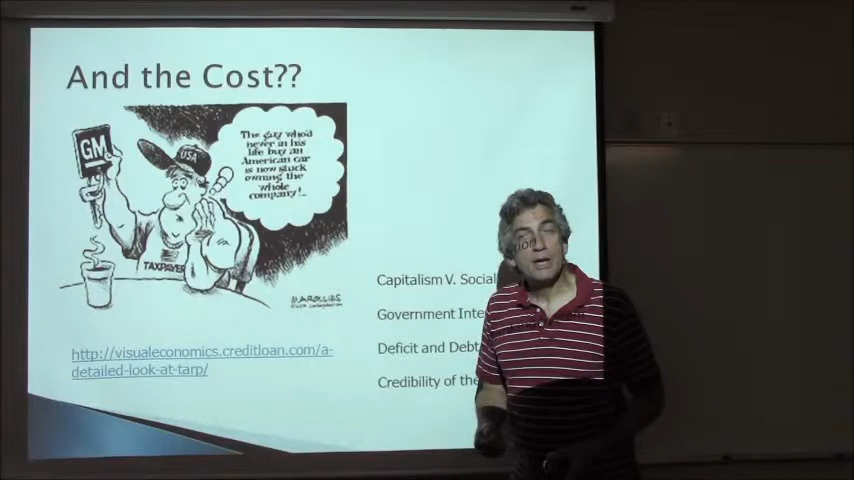 And the Cost??
The guy who'd
never in his
life buy an
American car
is now stuck
owning the
whole
company!..
GM
USA
TAXPAYER
MARGULIES
Capitalism V. Social
Government Inte
Deficit and Debt
Credibility of the
http://visualeconomics.creditloan.com/a-
detailed-look-at-tarp/